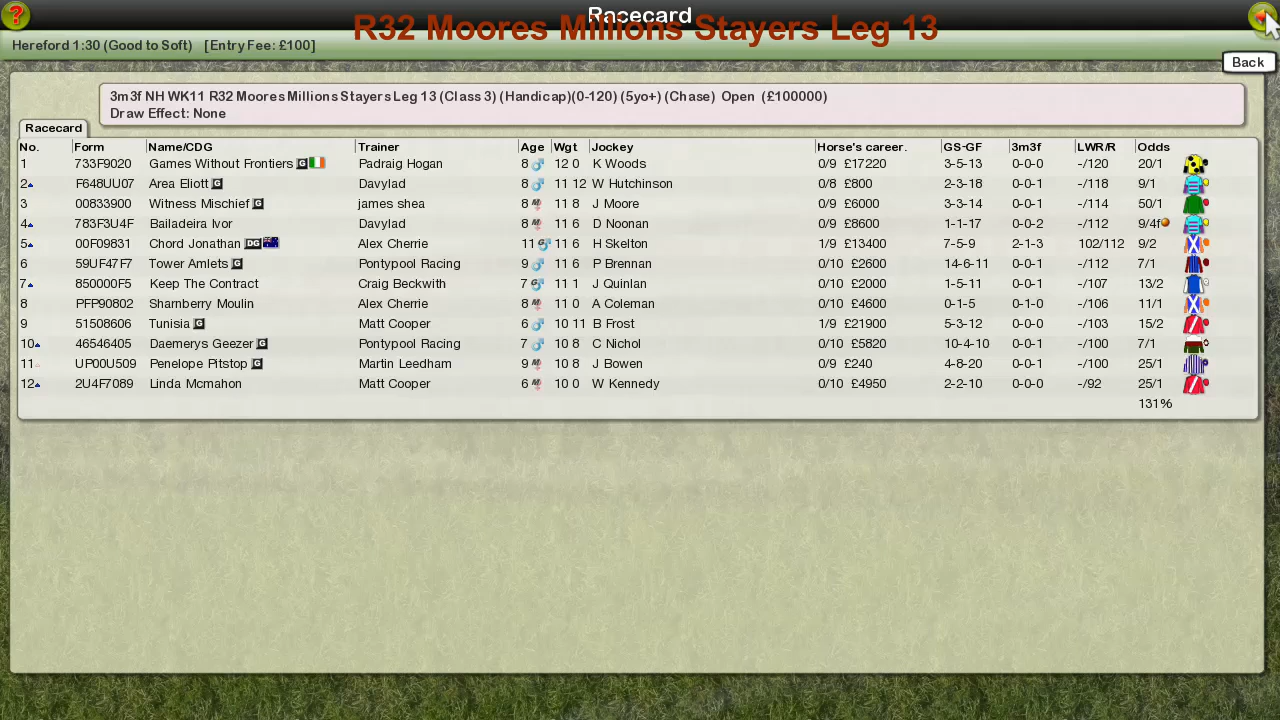 Racecard
R32 Moores Millions Stayers Leg 13
Hereford 1:30 (Good to Soft) [Entry Fee: £100]
Back
3m3f NH WK11 R32 Moores Millions Stayers Leg 13 (Class 3) (Handicap)(0-120) (5yo+) (Chase) Open (£100000)
Draw Effect: None
Racecard
No. Form Name/CDG Trainer Age Wgt Jockey Horse's career. GS-GF 3m3f LWR/R Odds
1 733F9020 Games Without Frontiers G Padraig Hogan 8 12 0 K Woods 0/9 £17220 3-5-13 0-0-0 -/120 20/1
2 F648UU07 Area Eliott G Davylad 8 11 12 W Hutchinson 0/8 £800 2-3-18 0-0-1 -/118 9/1
3 00833900 Witness Mischief G james shea 8 M 11 8 J Moore 0/9 £6000 3-3-14 0-0-1 -/114 50/1
4 783F3U4F Bailadeira Ivor Davylad 8 M 11 6 D Noonan 0/9 £8600 1-1-17 0-0-2 -/112 9/4f
5 00F09831 Chord Jonathan DG Alex Cherrie 11 G 11 6 H Skelton 1/9 £13400 7-5-9 2-1-3 102/112 9/2
6 59UF47F7 Tower Amlets G Pontypool Racing 9 11 6 P Brennan 0/10 £2600 14-6-11 0-0-1 -/112 7/1
7 850000F5 Keep The Contract Craig Beckwith 7 G 11 1 J Quinlan 0/10 £2000 1-5-11 0-0-1 -/107 13/2
8 PFP90802 Sharnberry Moulin Alex Cherrie 8 M 11 0 A Coleman 0/10 £4600 0-1-5 0-1-0 -/106 11/1
9 51508606 Tunisia G Matt Cooper 6 10 11 B Frost 1/9 £21900 5-3-12 0-0-0 -/103 15/2
10 46546405 Daemerys Geezer G Pontypool Racing 7 10 8 C Nichol 0/10 £5820 10-4-10 0-0-1 -/100 7/1
11 UP00U509 Penelope Pitstop G Martin Leedham 9 M 10 8 J Bowen 0/9 £240 4-8-20 0-0-1 -/100 25/1
12 2U4F7089 Linda Mcmahon Matt Cooper 6 M 10 0 W Kennedy 0/10 £4950 2-2-10 0-0-0 -/92 25/1
131%